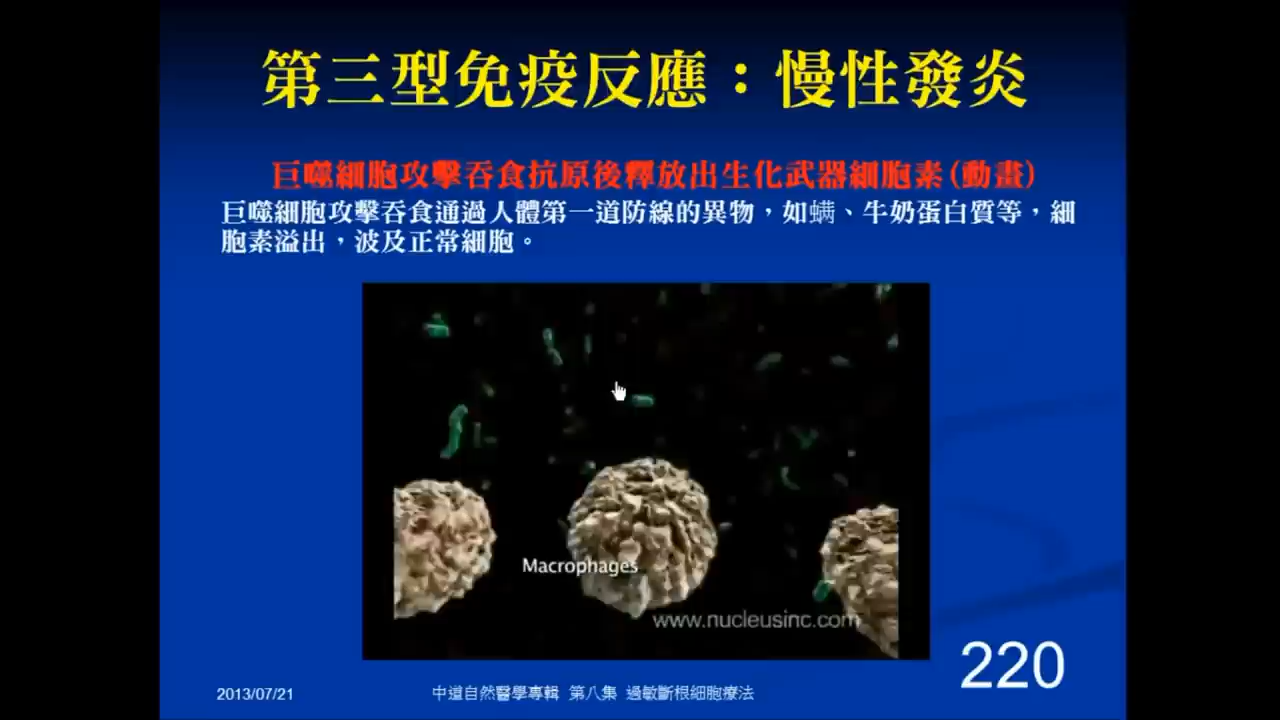 第三型免疫反應：慢性發炎
巨噬細胞攻擊吞食抗原後釋放出生化武器細胞素(動畫)
巨噬細胞攻擊吞食通過人體第一道防線的異物，如螨、牛奶蛋白質等，細
胞素溢出，波及正常細胞。
Macrophages
www.nucleusinc.com
220
2013/07/21
中道自然醫學專輯 第八集 過敏斷根細胞療法